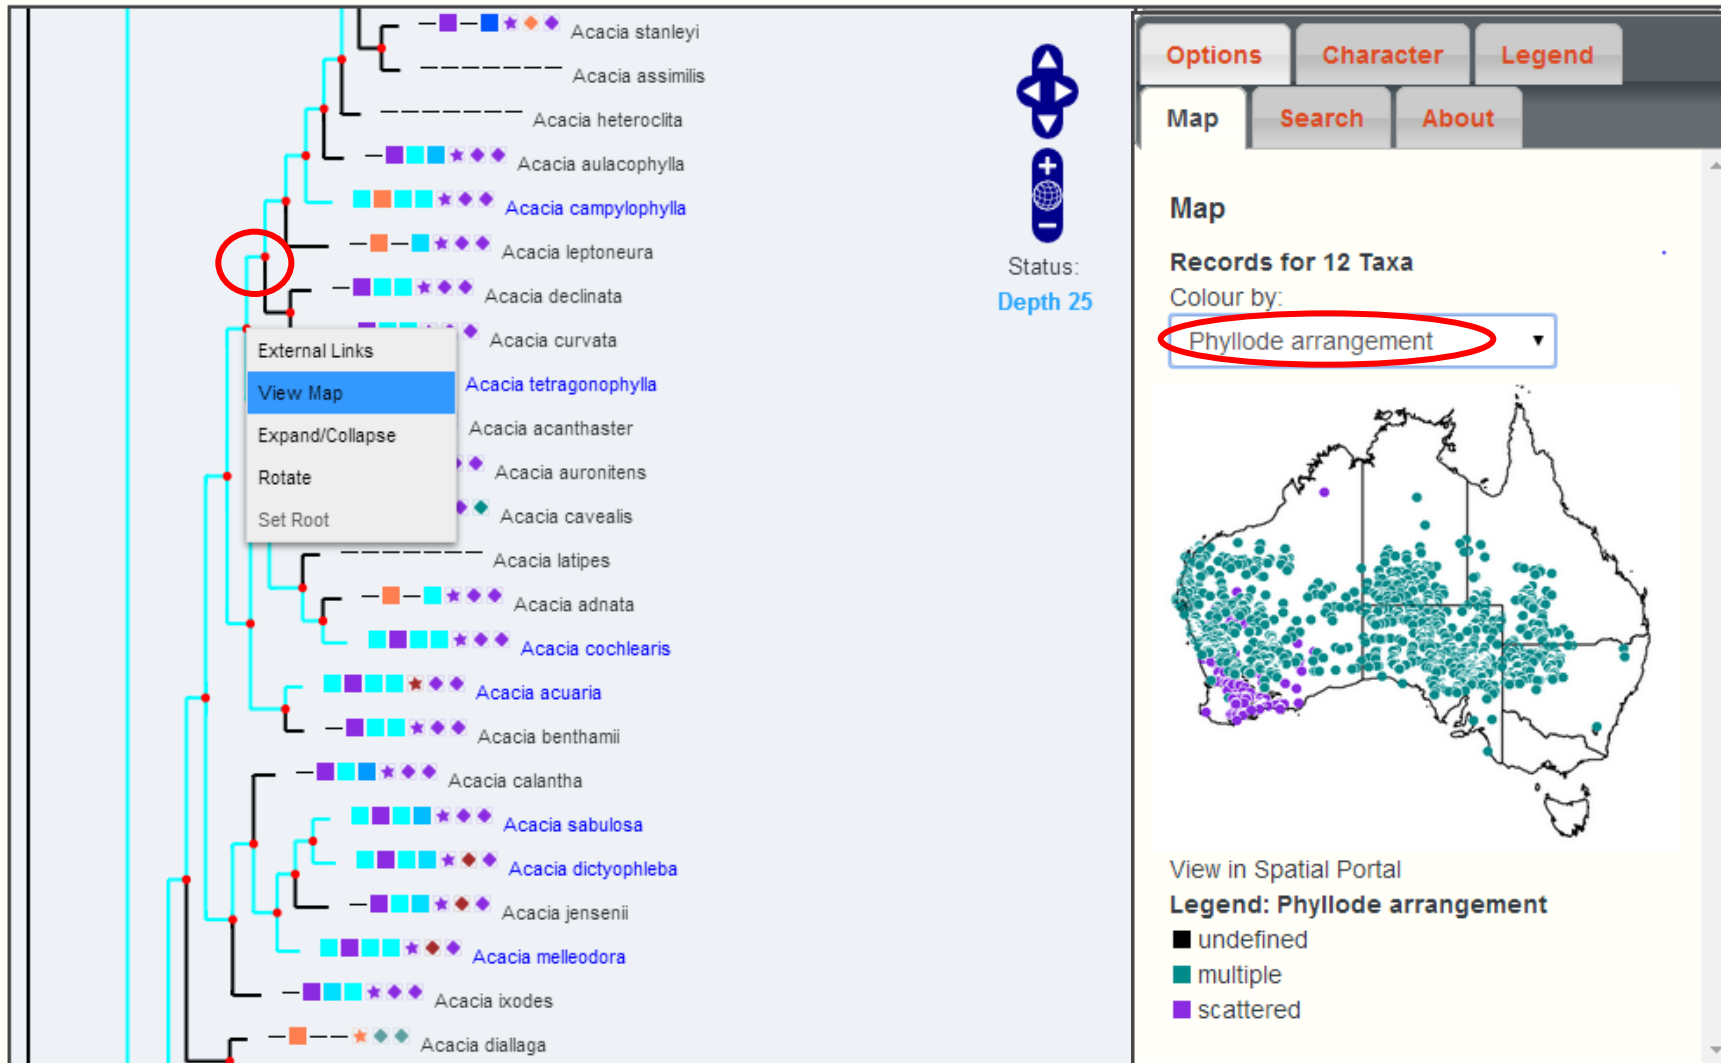 Acacia stanleyi
Acacia assimilis
Acacia heteroclita
Acacia aulacophylla
Acacia campylophylla
Acacia leptoneura
Acacia declinata
Acacia curvata
Acacia tetragonophylla
Acacia acanthaster
Acacia auronitens
Acacia cavealis
Acacia latipes
Acacia adnata
Acacia cochlearis
Acacia acuaria
Acacia benthamii
Acacia calantha
Acacia sabulosa
Acacia dictyophleba
Acacia jensenii
Acacia melleodora
Acacia ixodes
Acacia diallaga
External Links
View Map
Expand/Collapse
Rotate
Set Root
Status:
Depth 25
Options Character Legend
Map Search About
Map
Records for 12 Taxa
Colour by:
Phyllode arrangement
View in Spatial Portal
Legend: Phyllode arrangement
undefined
multiple
scattered